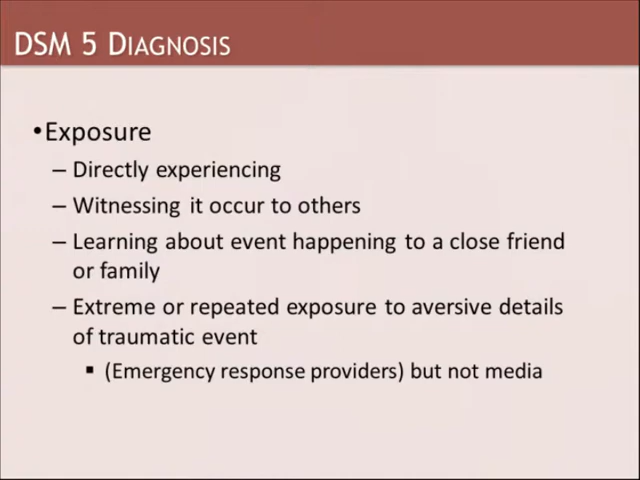 DSM 5 DIAGNOSIS
•Exposure
– Directly experiencing
– Witnessing it occur to others
– Learning about event happening to a close friend
or family
– Extreme or repeated exposure to aversive details
of traumatic event
▪ (Emergency response providers) but not media